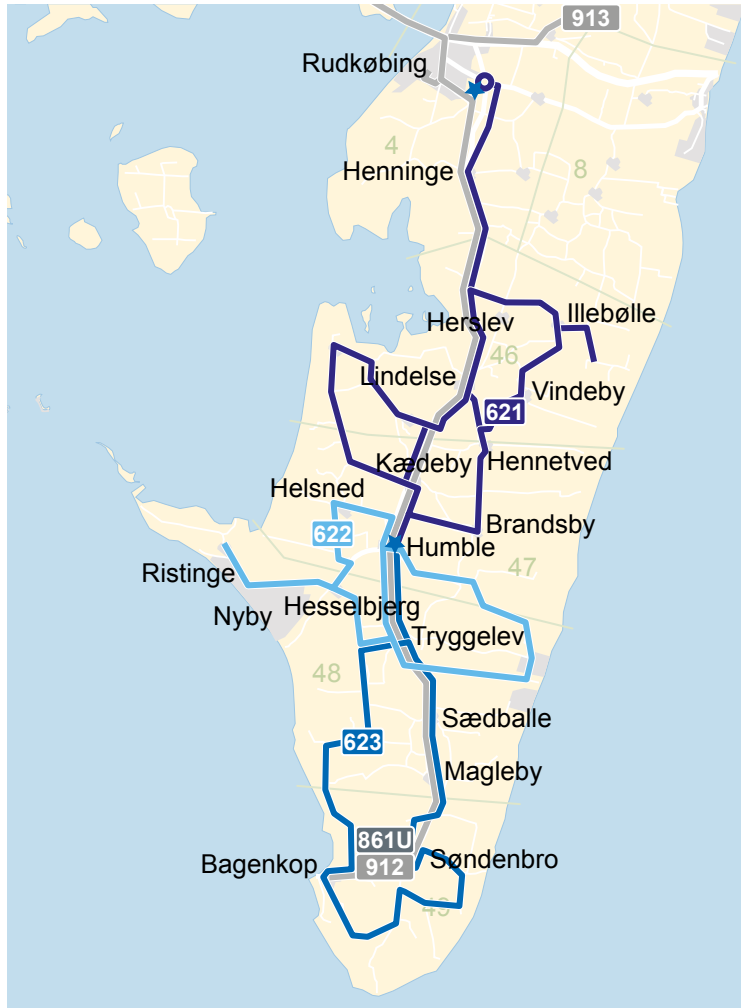 913
Rudkøbing
4
Henninge
8
Illebølle
Herslev
46
Lindelse
Vindeby
621
Kædeby
Hennetved
Helsned
Brandsby
622
Humble
Ristinge
47
Hesselbjerg
Nyby
Tryggelev
48
Sædballe
623
Magleby
861U
Bagenkop
912
Søndenbro
49